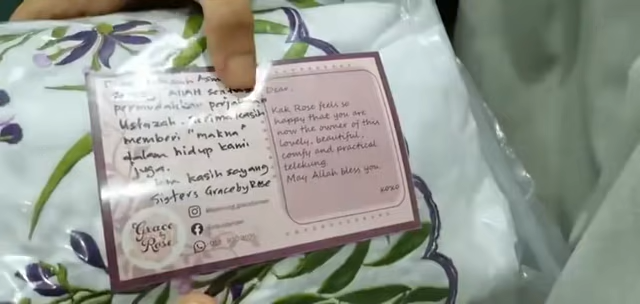 ALLAH
permudahkan
Ustazah. Terima kasih
memberi "makna"
dalam hidup kami
juga.
kasih sayang
Sisters GracebyRose
Grace
by
Rose
Dear,
Kak Rose feels so
happy that you are
now the owner of this
lovely, beautiful,
comfy and practical
telekung.
May Allah bless you.
xoxo